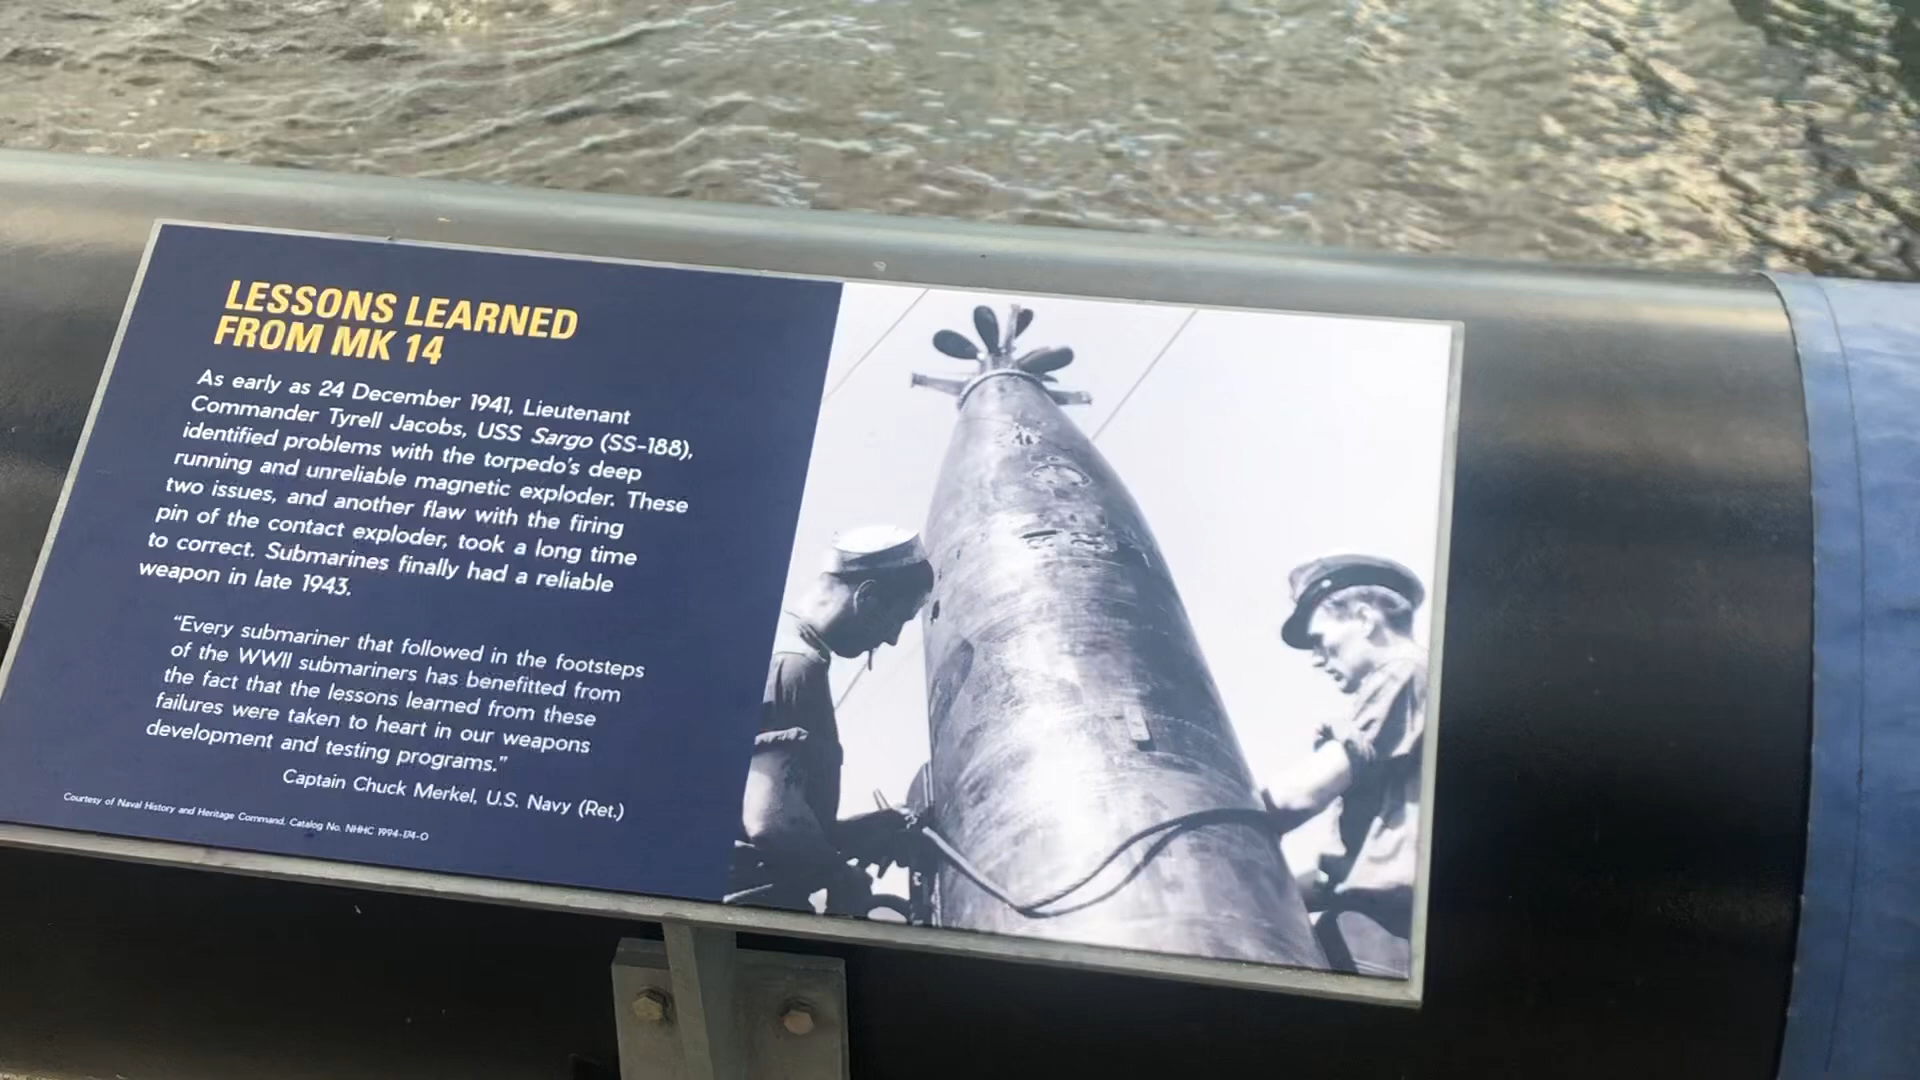 LESSONS LEARNED
FROM MK 14
As early as 24 December 1941, Lieutenant
Commander Tyrell Jacobs, USS Sargo (SS-188),
identified problems with the torpedo's deep
running and unreliable magnetic exploder. These
two issues, and another flaw with the firing
pin of the contact exploder, took a long time
to correct. Submarines finally had a reliable
weapon in late 1943.
"Every submariner that followed in the footsteps
of the WWII submariners has benefitted from
the fact that the lessons learned from these
failures were taken to heart in our weapons
development and testing programs."
Captain Chuck Merkel, U.S. Navy (Ret.)
Courtesy of Naval History and Heritage Command. Catalog No. NHHC 1994-174-O